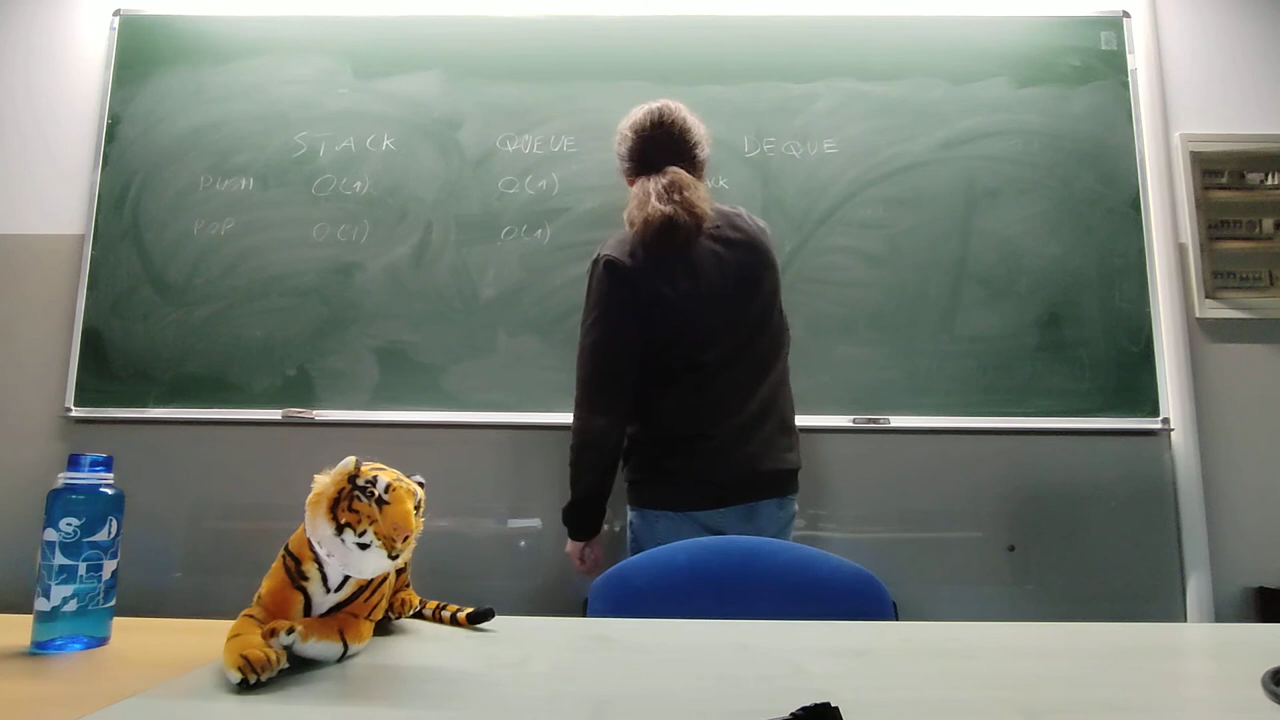 STACK QUEUE DEQUE
PUSH O(1) O(1)
POP O(1) O(1)